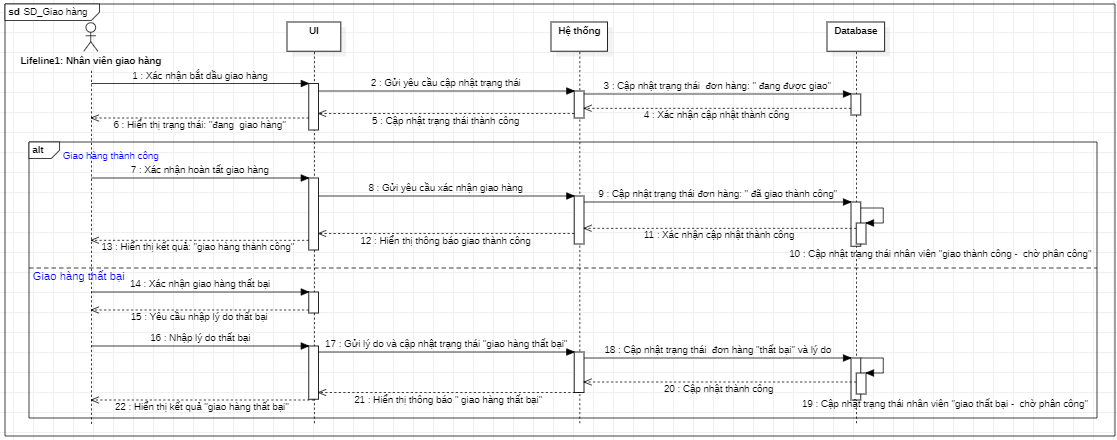 sd SD_Giao hàng
UI
Hệ thống
Database
Lifeline1: Nhân viên giao hàng
1 : Xác nhận bắt dầu giao hàng
2 : Gửi yêu cầu cập nhật trạng thái
3 : Cập nhật trạng thái đơn hàng: " đang được giao"
4 : Xác nhận cập nhật thành công
5 : Cập nhật trạng thái thành công
6 : Hiển thị trạng thái: "đang giao hàng"
alt
Giao hàng thành công
7 : Xác nhận hoàn tất giao hàng
8 : Gửi yêu cầu xác nhận giao hàng
9 : Cập nhật trạng thái đơn hàng: " đã giao thành công"
11 : Xác nhận cập nhật thành công
12 : Hiển thị thông báo giao thành công
13 : Hiển thị kết quả: "giao hàng thành công"
10 : Cập nhật trạng thái nhân viên "giao thành công - chờ phân công"
Giao hàng thất bại
14 : Xác nhận giao hàng thất bại
15 : Yêu cầu nhập lý do thất bại
16 : Nhập lý do thất bại
17 : Gửi lý do và cập nhật trạng thái "giao hàng thất bại"
18 : Cập nhật trạng thái đơn hàng "thất bại" và lý do
20 : Cập nhật thành công
21 : Hiển thị thông báo " giao hàng thất bại"
22 : Hiển thị kết quả "giao hàng thất bại"
19 : Cập nhật trạng thái nhân viên "giao thất bại - chờ phân công"